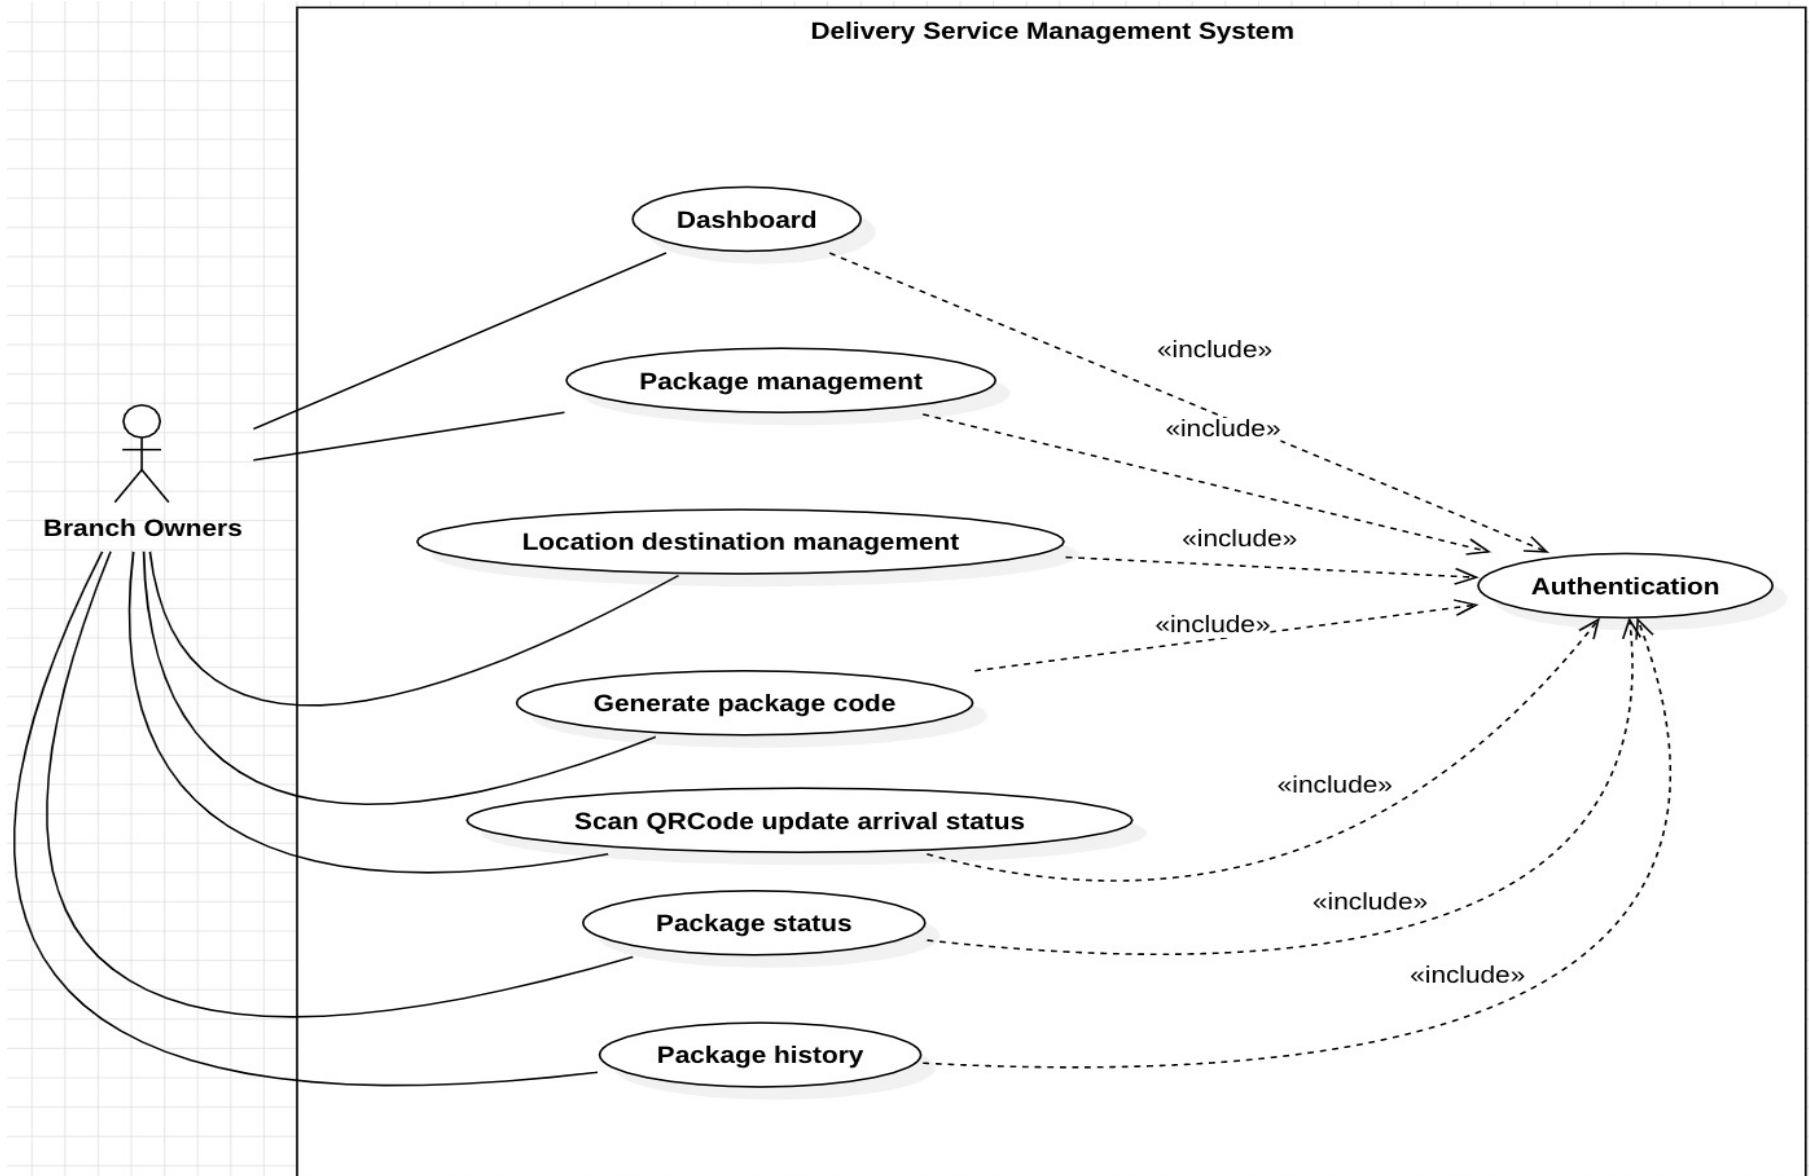 Delivery Service Management System
Dashboard
«include»
Package management
«include»
Branch Owners
Location destination management
«include»
Authentication
«include»
Generate package code
«include»
Scan QRCode update arrival status
«include»
Package status
«include»
Package history